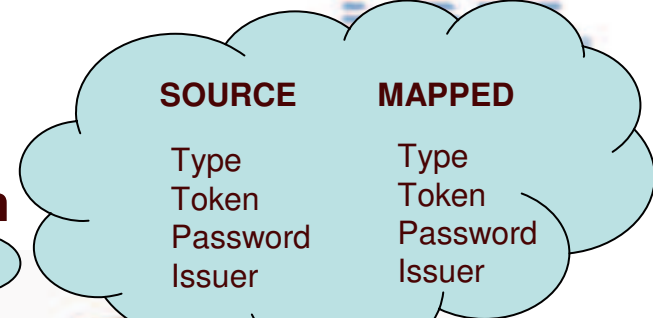 SOURCE MAPPED
Type Type
Token Token
Password Password
Issuer Issuer